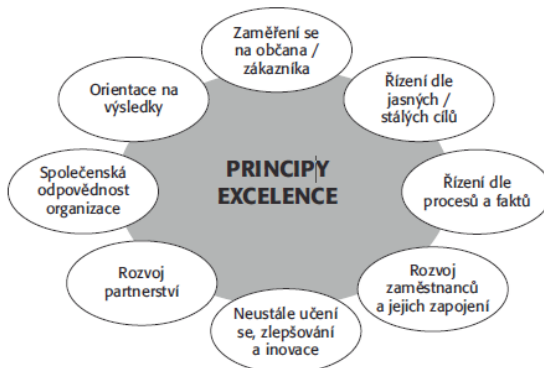 Zaměření se
na občana /
zákazníka
Řízení dle
jasných /
stálých cílů
Řízení dle
procesů a faktů
Rozvoj
zaměstnanců
a jejich zapojení
Neustále učení
se, zlepšování
a inovace
Rozvoj
partnerství
Společenská
odpovědnost
organizace
Orientace na
výsledky
PRINCIPY
EXCELENCE